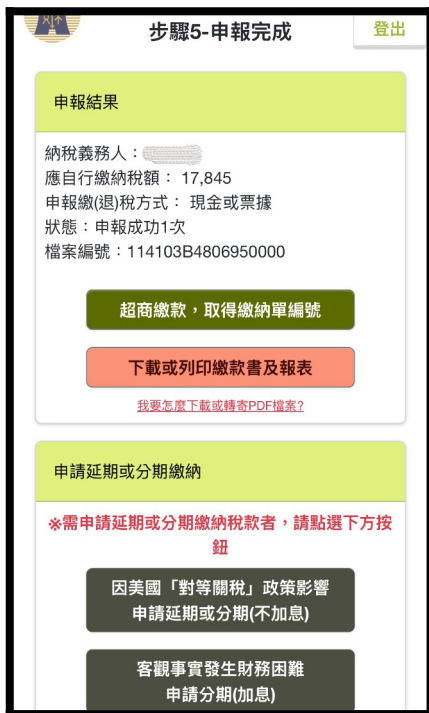 步驟5-申報完成
登出
申報結果
納稅義務人：
應自行繳納稅額： 17,845
申報繳(退)稅方式： 現金或票據
狀態：申報成功1次
檔案編號：114103B4806950000
超商繳款，取得繳納單編號
下載或列印繳款書及報表
我要怎麼下載或轉寄PDF檔案?
申請延期或分期繳納
※需申請延期或分期繳納稅款者，請點選下方按
鈕
因美國「對等關稅」政策影響
申請延期或分期(不加息)
客觀事實發生財務困難
申請分期(加息)